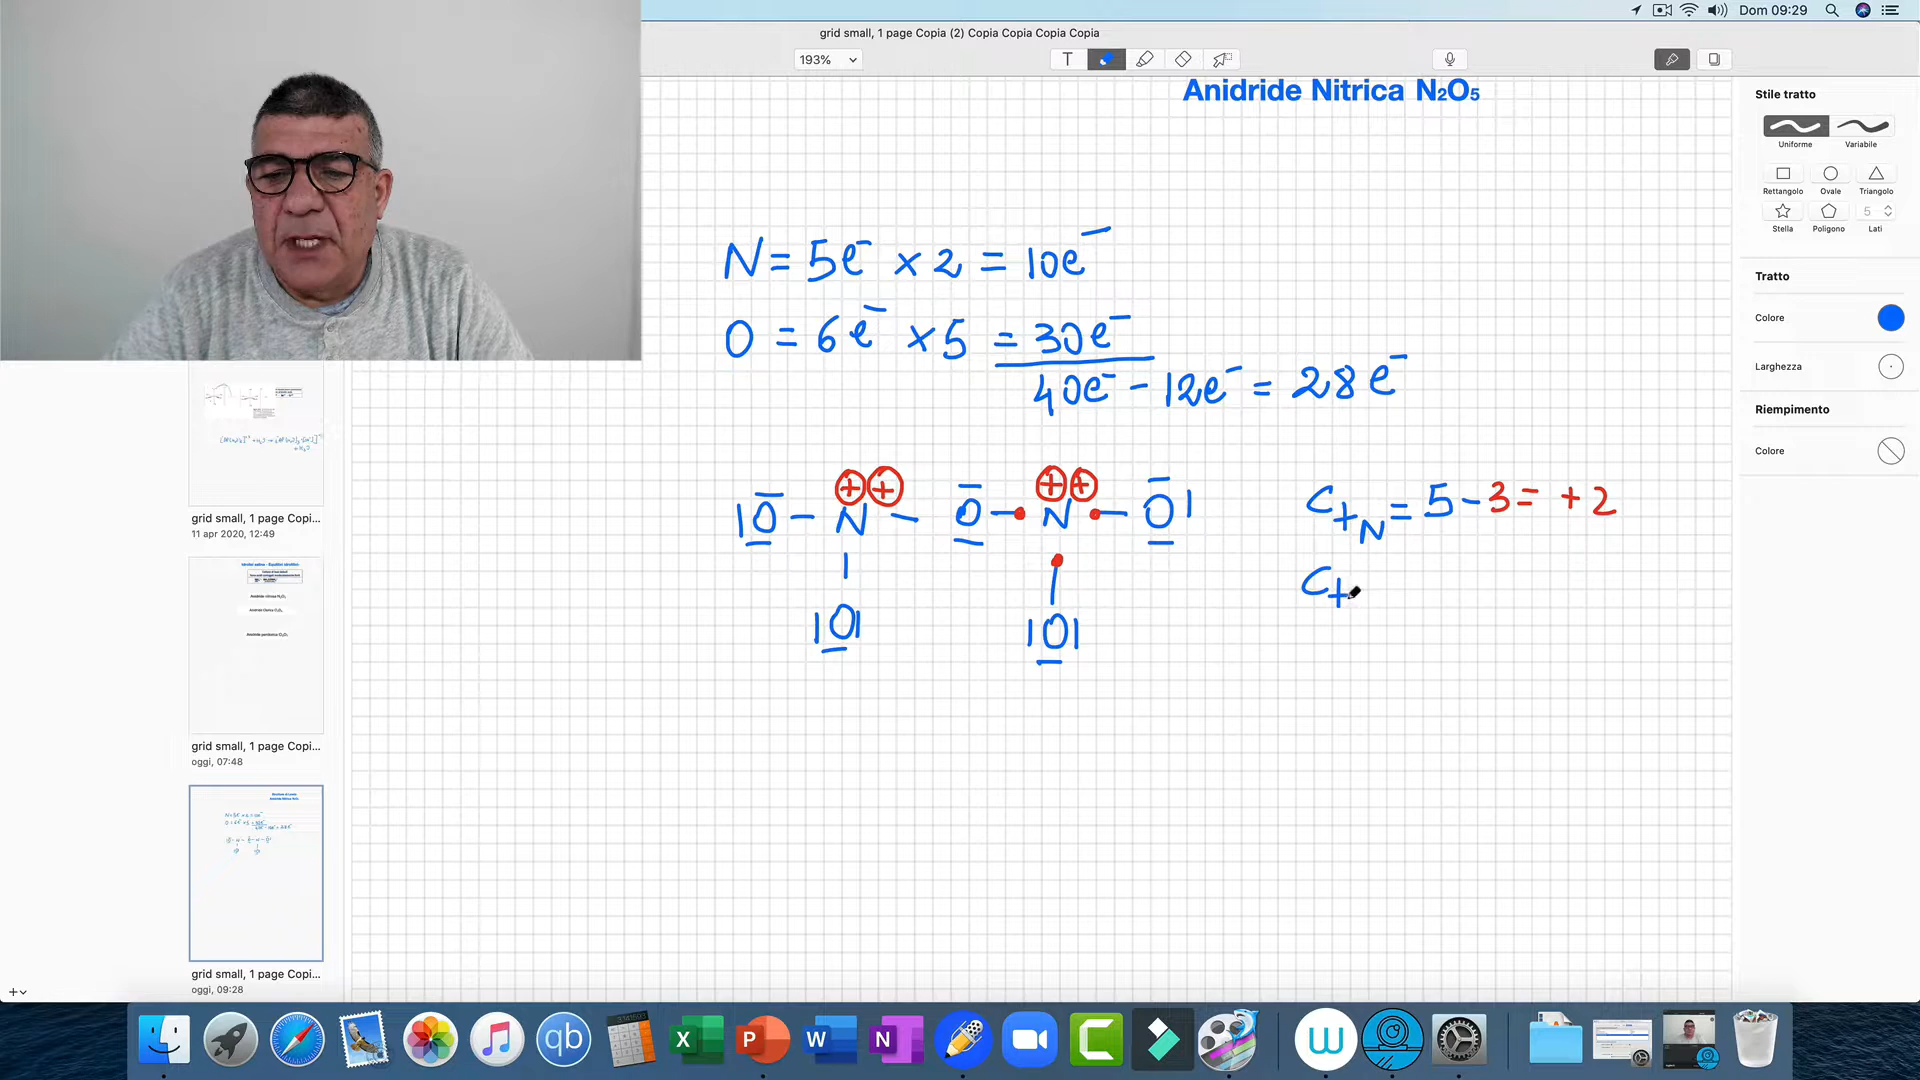 Dom 09:29
grid small, 1 page Copia (2) Copia Copia Copia Copia
193%
T
Anidride Nitrica N₂O₅
N = 5e⁻ × 2 = 10e⁻
O = 6e⁻ × 5 = 30e⁻
40e⁻ - 12e⁻ = 28e⁻
|O - N - O - N - O|
+ + + +
|O| |O|
C+N = 5 - 3 = +2
C+
Stile tratto
Uniforme Variabile
Rettangolo Ovale Triangolo
5
Stella Poligono Lati
Tratto
Colore
Larghezza
Riempimento
Colore
grid small, 1 page Copi...
11 apr 2020, 12:49
grid small, 1 page Copi...
oggi, 07:48
grid small, 1 page Copi...
oggi, 09:28
qb
X
P
W
N
C
W